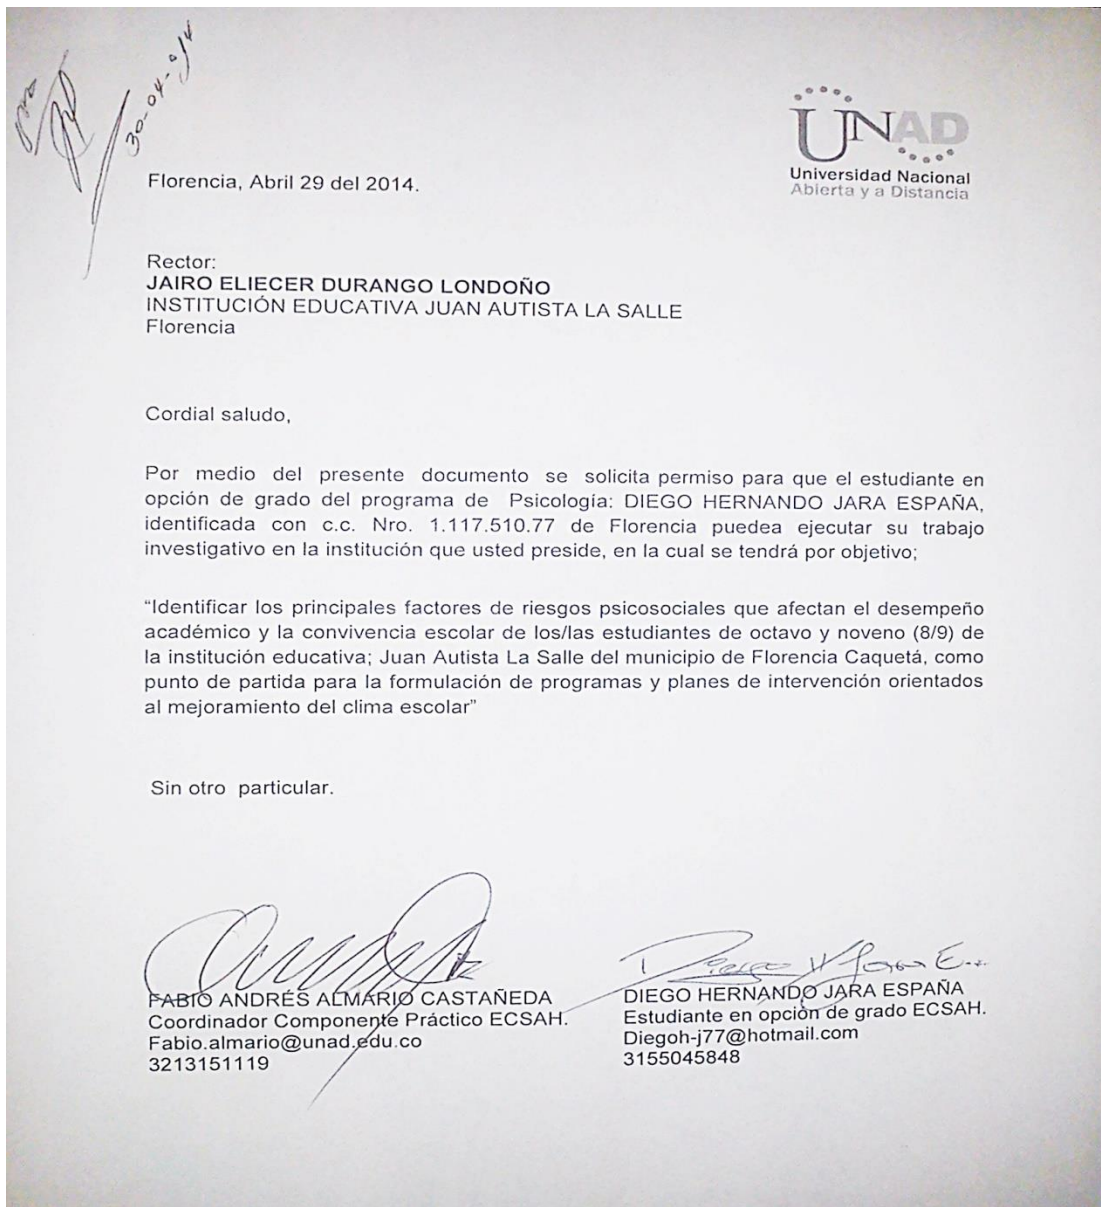 30-04-014
UNAD
Universidad Nacional
Abierta y a Distancia
Florencia, Abril 29 del 2014.
Rector:
JAIRO ELIECER DURANGO LONDOÑO
INSTITUCIÓN EDUCATIVA JUAN AUTISTA LA SALLE
Florencia
Cordial saludo,
Por medio del presente documento se solicita permiso para que el estudiante en
opción de grado del programa de Psicología: DIEGO HERNANDO JARA ESPAÑA,
identificada con c.c. Nro. 1.117.510.77 de Florencia puedea ejecutar su trabajo
investigativo en la institución que usted preside, en la cual se tendrá por objetivo;
“Identificar los principales factores de riesgos psicosociales que afectan el desempeño
académico y la convivencia escolar de los/las estudiantes de octavo y noveno (8/9) de
la institución educativa; Juan Autista La Salle del municipio de Florencia Caquetá, como
punto de partida para la formulación de programas y planes de intervención orientados
al mejoramiento del clima escolar”
Sin otro particular.
FABIO ANDRÉS ALMARIO CASTAÑEDA
Coordinador Componente Práctico ECSAH.
Fabio.almario@unad.edu.co
3213151119
Diego H Jara E..
DIEGO HERNANDO JARA ESPAÑA
Estudiante en opción de grado ECSAH.
Diegoh-j77@hotmail.com
3155045848